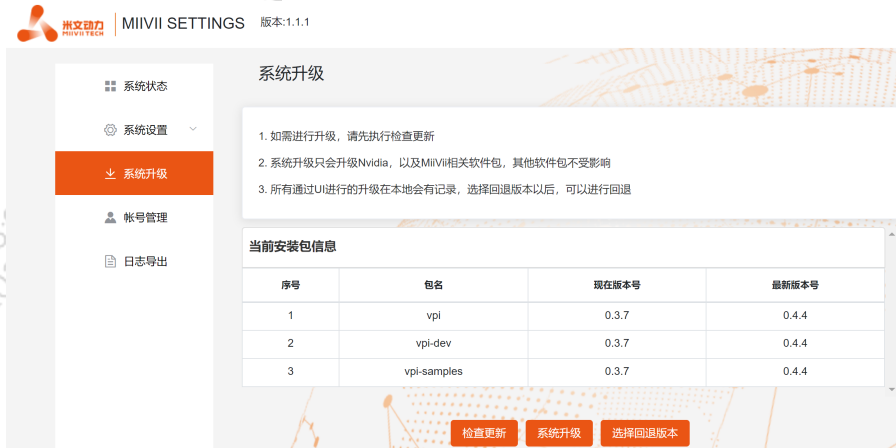 米文动力
MIIVII TECH
MIIVII SETTINGS
版本:1.1.1
系统状态
系统设置
系统升级
帐号管理
日志导出
系统升级
1. 如需进行升级，请先执行检查更新
2. 系统升级只会升级Nvidia，以及MiiVii相关软件包，其他软件包不受影响
3. 所有通过UI进行的升级在本地会有记录，选择回退版本以后，可以进行回退
当前安装包信息
序号 包名 现在版本号 最新版本号
1 vpi 0.3.7 0.4.4
2 vpi-dev 0.3.7 0.4.4
3 vpi-samples 0.3.7 0.4.4
检查更新 系统升级 选择回退版本